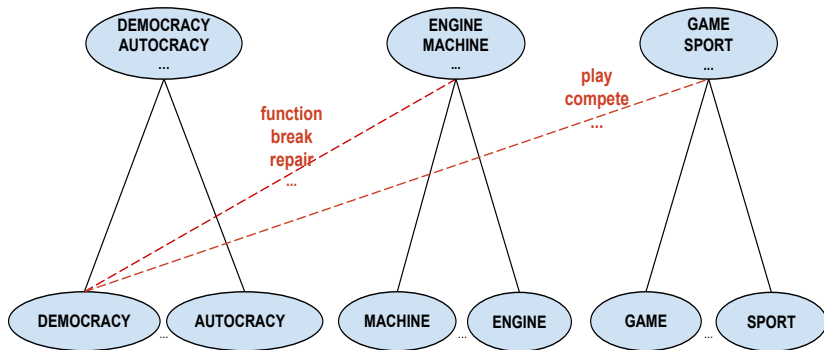 DEMOCRACY
AUTOCRACY
...
ENGINE
MACHINE
...
GAME
SPORT
...
function
break
repair
...
play
compete
...
DEMOCRACY ... AUTOCRACY
MACHINE ... ENGINE
GAME ... SPORT